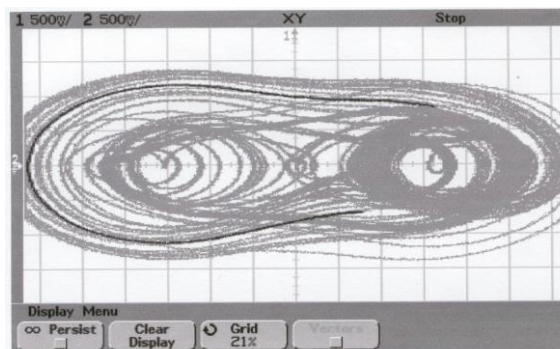 1 500㎷/ 2 500㎷/ XY Stop
1
2
Display Menu
∞ Persist Clear Display Grid 21% Vectors